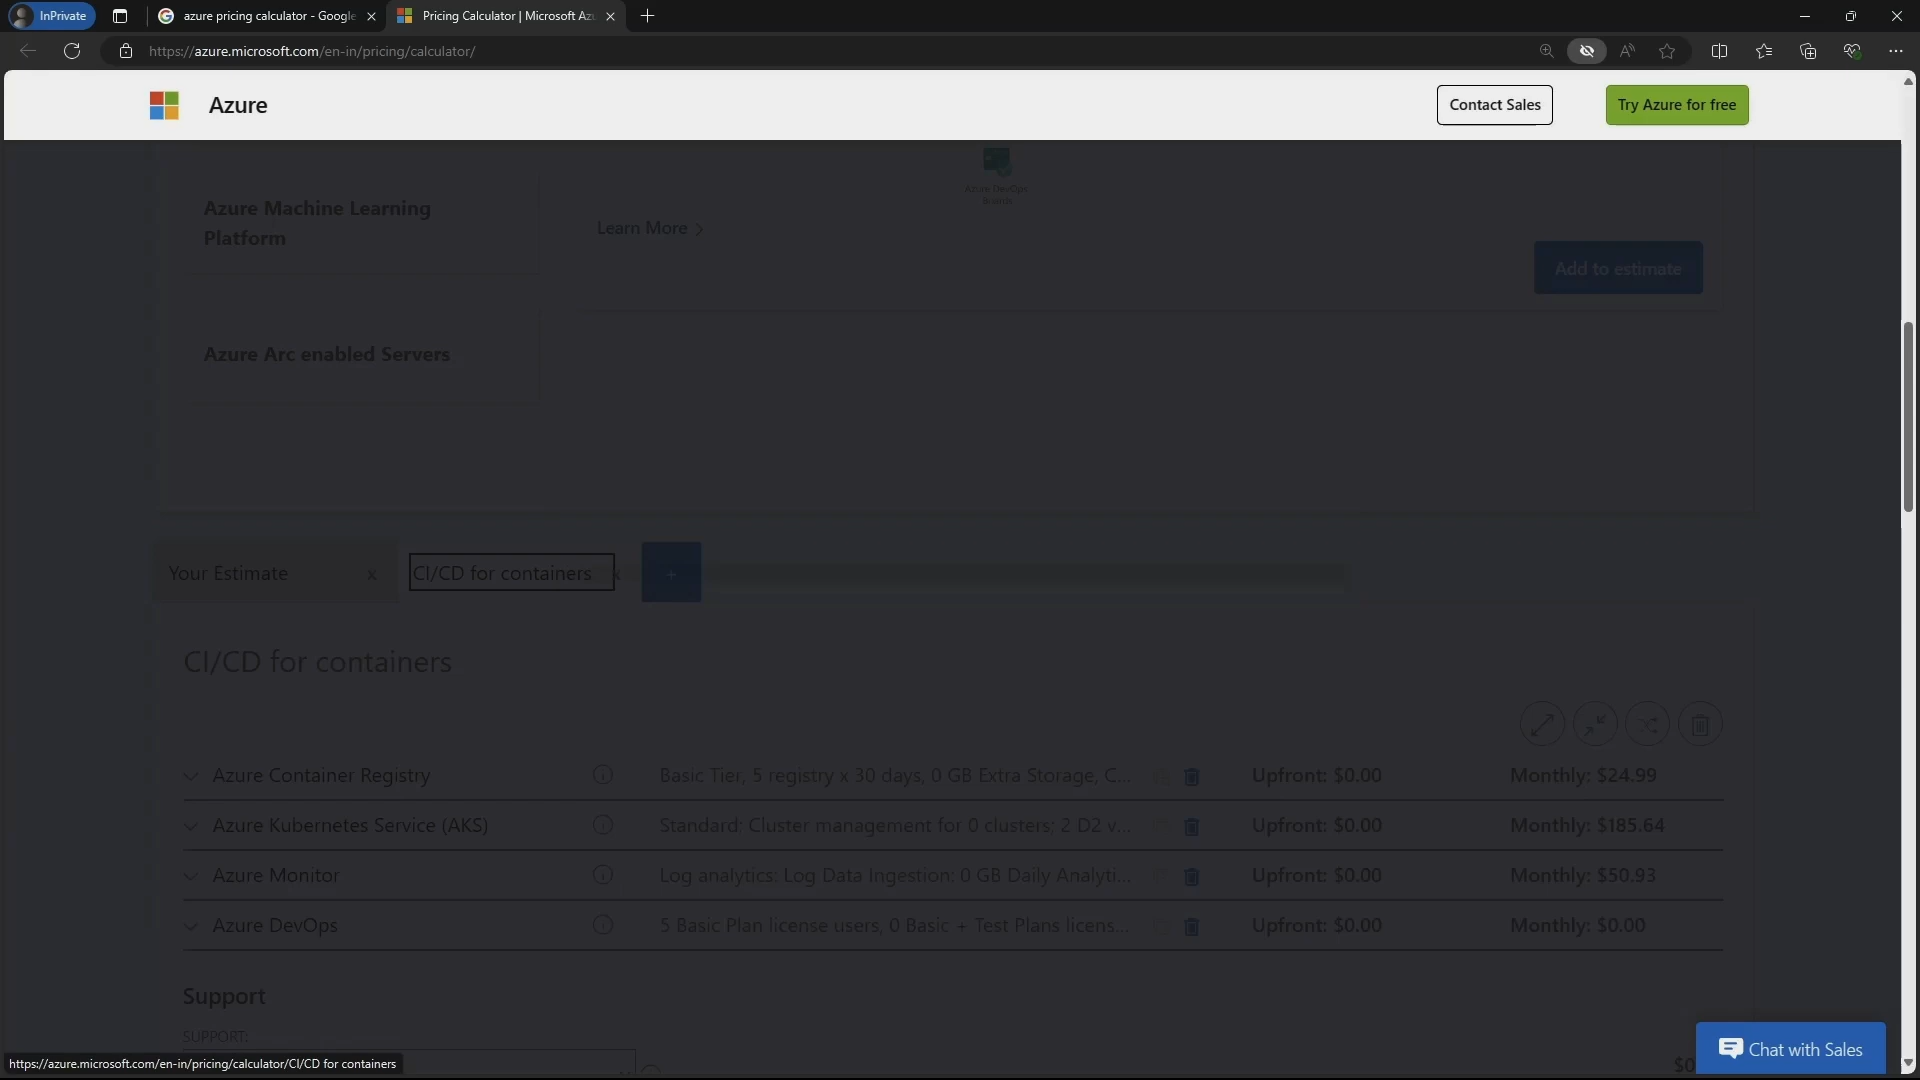 InPrivate
azure pricing calculator - Google
Pricing Calculator | Microsoft Az
https://azure.microsoft.com/en-in/pricing/calculator/
Azure
Contact Sales
Try Azure for free
Azure DevOps
Boards
Azure Machine Learning
Platform
Learn More
Add to estimate
Azure Arc enabled Servers
Your Estimate x
CI/CD for containers x
+
CI/CD for containers
Azure Container Registry Basic Tier, 5 registry x 30 days, 0 GB Extra Storage, C... Upfront: $0.00 Monthly: $24.99
Azure Kubernetes Service (AKS) Standard: Cluster management for 0 clusters; 2 D2 v... Upfront: $0.00 Monthly: $185.64
Azure Monitor Log analytics: Log Data Ingestion: 0 GB Daily Analyti... Upfront: $0.00 Monthly: $50.93
Azure DevOps 5 Basic Plan license users, 0 Basic + Test Plans licens... Upfront: $0.00 Monthly: $0.00
Support
SUPPORT:
$0
Chat with Sales
https://azure.microsoft.com/en-in/pricing/calculator/CI/CD for containers